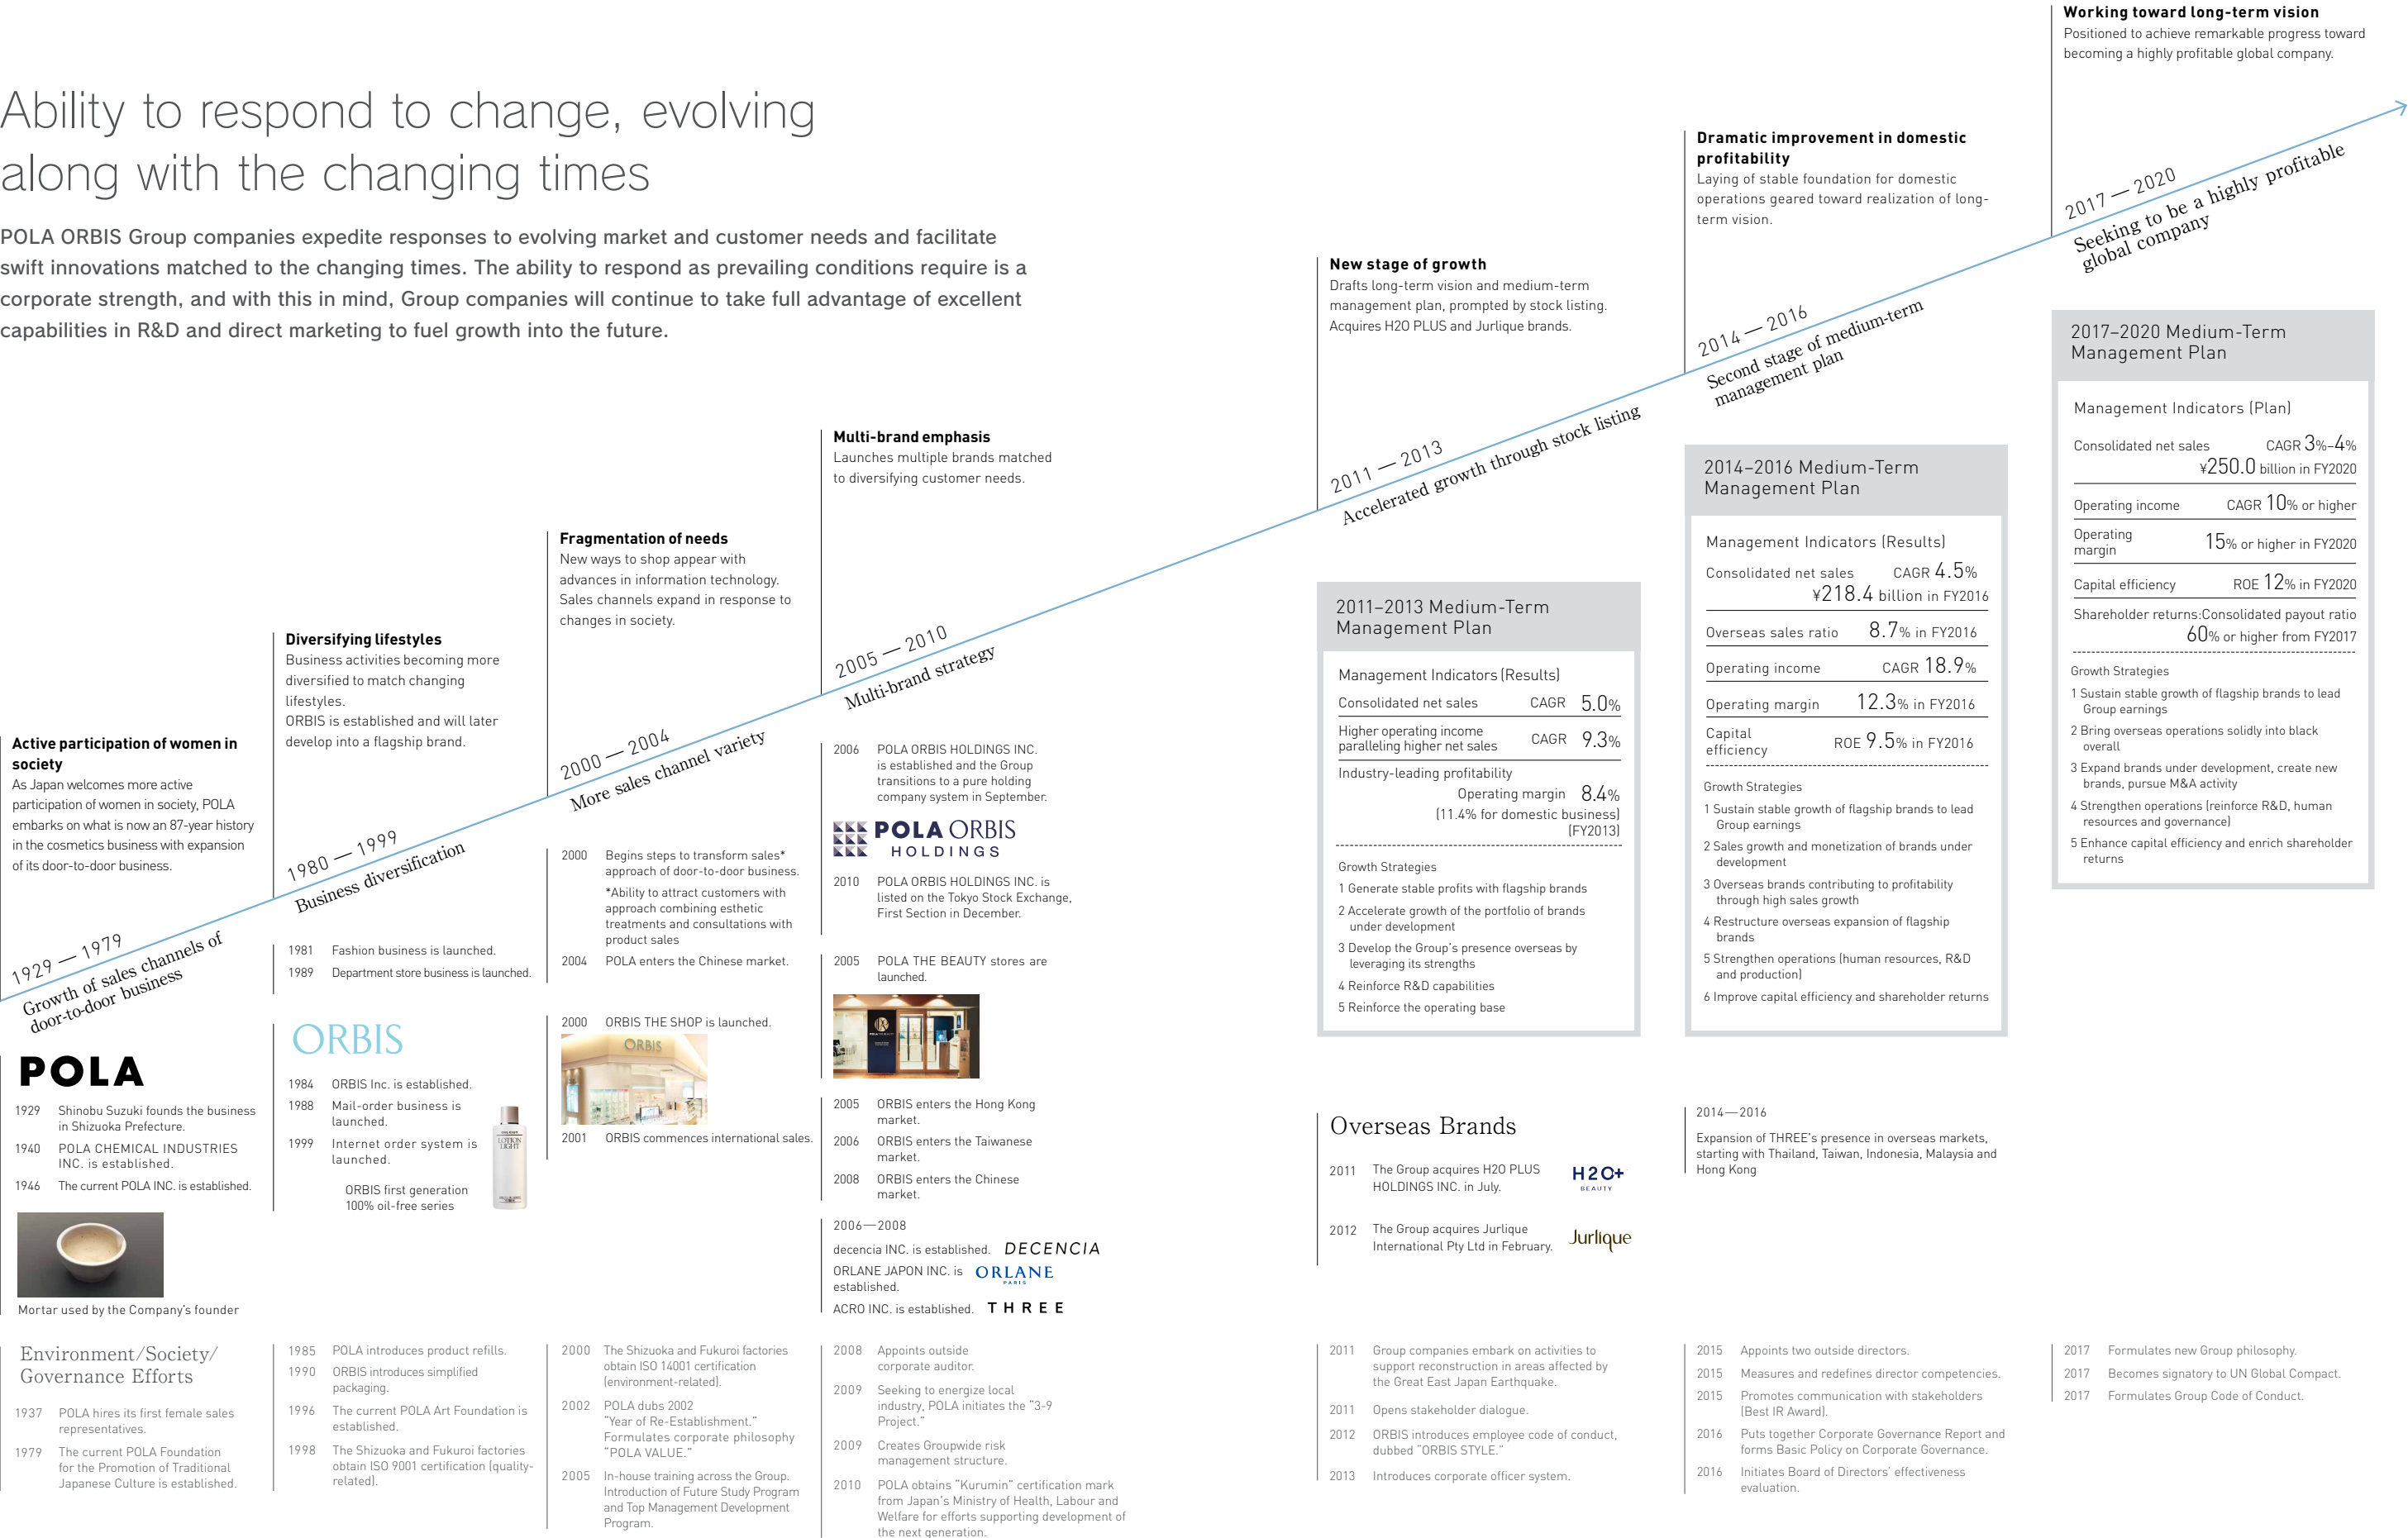 Ability to respond to change, evolving
along with the changing times
POLA ORBIS Group companies expedite responses to evolving market and customer needs and facilitate
swift innovations matched to the changing times. The ability to respond as prevailing conditions require is a
corporate strength, and with this in mind, Group companies will continue to take full advantage of excellent
capabilities in R&D and direct marketing to fuel growth into the future.
Active participation of women in
society
As Japan welcomes more active
participation of women in society, POLA
embarks on what is now an 87-year history
in the cosmetics business with expansion
of its door-to-door business.
1929 — 1979
Growth of sales channels of
door-to-door business
POLA
1929 Shinobu Suzuki founds the business
in Shizuoka Prefecture.
1940 POLA CHEMICAL INDUSTRIES
INC. is established.
1946 The current POLA INC. is established.
Mortar used by the Company's founder
Environment/Society/
Governance Efforts
1937 POLA hires its first female sales
representatives.
1979 The current POLA Foundation
for the Promotion of Traditional
Japanese Culture is established.
Diversifying lifestyles
Business activities becoming more
diversified to match changing
lifestyles.
ORBIS is established and will later
develop into a flagship brand.
1980 — 1999
Business diversification
1981 Fashion business is launched.
1989 Department store business is launched.
ORBIS
1984 ORBIS Inc. is established.
1988 Mail-order business is
launched.
1999 Internet order system is
launched.
LOTION
LIGHT
ORBIS first generation
100% oil-free series
1985 POLA introduces product refills.
1990 ORBIS introduces simplified
packaging.
1996 The current POLA Art Foundation is
established.
1998 The Shizuoka and Fukuroi factories
obtain ISO 9001 certification (quality-
related).
Fragmentation of needs
New ways to shop appear with
advances in information technology.
Sales channels expand in response to
changes in society.
2000 — 2004
More sales channel variety
2000 Begins steps to transform sales*
approach of door-to-door business.
*Ability to attract customers with
approach combining esthetic
treatments and consultations with
product sales
2004 POLA enters the Chinese market.
2000 ORBIS THE SHOP is launched.
ORBIS
2001 ORBIS commences international sales.
2000 The Shizuoka and Fukuroi factories
obtain ISO 14001 certification
(environment-related).
2002 POLA dubs 2002
“Year of Re-Establishment.”
Formulates corporate philosophy
“POLA VALUE.”
2005 In-house training across the Group.
Introduction of Future Study Program
and Top Management Development
Program.
Multi-brand emphasis
Launches multiple brands matched
to diversifying customer needs.
2005 — 2010
Multi-brand strategy
2006 POLA ORBIS HOLDINGS INC.
is established and the Group
transitions to a pure holding
company system in September.
POLA ORBIS
HOLDINGS
2010 POLA ORBIS HOLDINGS INC. is
listed on the Tokyo Stock Exchange,
First Section in December.
2005 POLA THE BEAUTY stores are
launched.
2005 ORBIS enters the Hong Kong
market.
2006 ORBIS enters the Taiwanese
market.
2008 ORBIS enters the Chinese
market.
2006—2008
decencia INC. is established. DECENCIA
ORLANE JAPON INC. is
established.
ORLANE
PARIS
ACRO INC. is established. THREE
2008 Appoints outside
corporate auditor.
2009 Seeking to energize local
industry, POLA initiates the “3-9
Project.”
2009 Creates Groupwide risk
management structure.
2010 POLA obtains “Kurumin” certification mark
from Japan's Ministry of Health, Labour and
Welfare for efforts supporting development of
the next generation.
New stage of growth
Drafts long-term vision and medium-term
management plan, prompted by stock listing.
Acquires H2O PLUS and Jurlique brands.
2011 — 2013
Accelerated growth through stock listing
2011–2013 Medium-Term
Management Plan
Management Indicators (Results)
Consolidated net sales CAGR 5.0%
Higher operating income
paralleling higher net sales CAGR 9.3%
Industry-leading profitability
Operating margin 8.4%
(11.4% for domestic business)
(FY2013)
Growth Strategies
1 Generate stable profits with flagship brands
2 Accelerate growth of the portfolio of brands
under development
3 Develop the Group's presence overseas by
leveraging its strengths
4 Reinforce R&D capabilities
5 Reinforce the operating base
Overseas Brands
2011 The Group acquires H2O PLUS
HOLDINGS INC. in July.
H2O+
BEAUTY
2012 The Group acquires Jurlique
International Pty Ltd in February.
Jurlique
2011 Group companies embark on activities to
support reconstruction in areas affected by
the Great East Japan Earthquake.
2011 Opens stakeholder dialogue.
2012 ORBIS introduces employee code of conduct,
dubbed “ORBIS STYLE.”
2013 Introduces corporate officer system.
Dramatic improvement in domestic
profitability
Laying of stable foundation for domestic
operations geared toward realization of long-
term vision.
2014 — 2016
Second stage of medium-term
management plan
2014–2016 Medium-Term
Management Plan
Management Indicators (Results)
Consolidated net sales CAGR 4.5%
¥218.4 billion in FY2016
Overseas sales ratio 8.7% in FY2016
Operating income CAGR 18.9%
Operating margin 12.3% in FY2016
Capital
efficiency ROE 9.5% in FY2016
Growth Strategies
1 Sustain stable growth of flagship brands to lead
Group earnings
2 Sales growth and monetization of brands under
development
3 Overseas brands contributing to profitability
through high sales growth
4 Restructure overseas expansion of flagship
brands
5 Strengthen operations (human resources, R&D
and production)
6 Improve capital efficiency and shareholder returns
2014—2016
Expansion of THREE's presence in overseas markets,
starting with Thailand, Taiwan, Indonesia, Malaysia and
Hong Kong
2015 Appoints two outside directors.
2015 Measures and redefines director competencies.
2015 Promotes communication with stakeholders
(Best IR Award).
2016 Puts together Corporate Governance Report and
forms Basic Policy on Corporate Governance.
2016 Initiates Board of Directors' effectiveness
evaluation.
Working toward long-term vision
Positioned to achieve remarkable progress toward
becoming a highly profitable global company.
2017 — 2020
Seeking to be a highly profitable
global company
2017–2020 Medium-Term
Management Plan
Management Indicators (Plan)
Consolidated net sales CAGR 3%–4%
¥250.0 billion in FY2020
Operating income CAGR 10% or higher
Operating
margin 15% or higher in FY2020
Capital efficiency ROE 12% in FY2020
Shareholder returns:Consolidated payout ratio
60% or higher from FY2017
Growth Strategies
1 Sustain stable growth of flagship brands to lead
Group earnings
2 Bring overseas operations solidly into black
overall
3 Expand brands under development, create new
brands, pursue M&A activity
4 Strengthen operations (reinforce R&D, human
resources and governance)
5 Enhance capital efficiency and enrich shareholder
returns
2017 Formulates new Group philosophy.
2017 Becomes signatory to UN Global Compact.
2017 Formulates Group Code of Conduct.